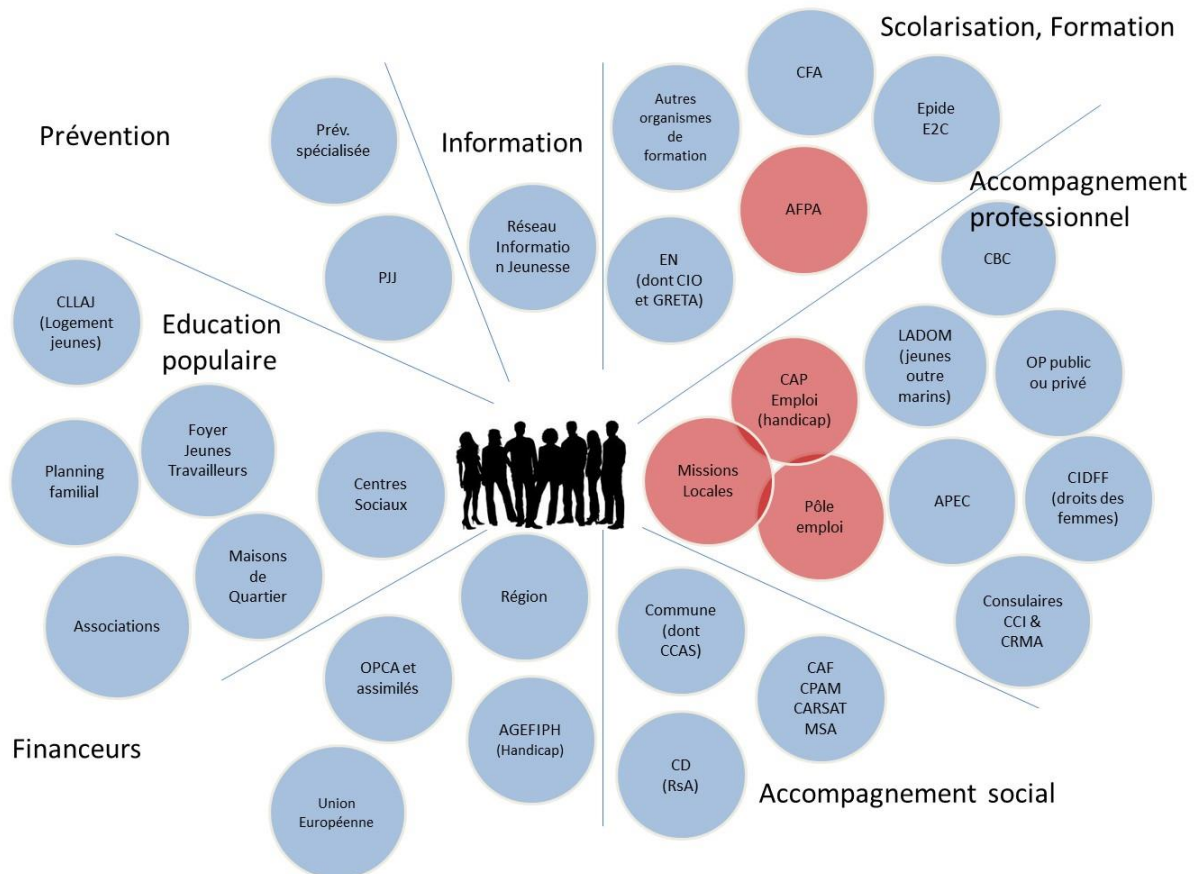 Scolarisation, Formation
CFA
Autres
organismes
de
formation
Epide
E2C
AFPA
EN
(dont CIO
et GRETA)
Prévention
Prév.
spécialisée
PJJ
Information
Réseau
Informatio
n Jeunesse
Accompagnement
professionnel
CBC
LADOM
(jeunes
outre
marins)
OP public
ou privé
CAP
Emploi
(handicap)
Missions
Locales
Pôle
emploi
APEC
CIDFF
(droits des
femmes)
Consulaires
CCI &
CRMA
CLLAJ
(Logement
jeunes)
Education
populaire
Foyer
Jeunes
Travailleurs
Planning
familial
Centres
Sociaux
Maisons
de
Quartier
Associations
Financeurs
Région
OPCA et
assimilés
AGEFIPH
(Handicap)
Union
Européenne
Commune
(dont
CCAS)
CAF
CPAM
CARSAT
MSA
CD
(RsA)
Accompagnement social